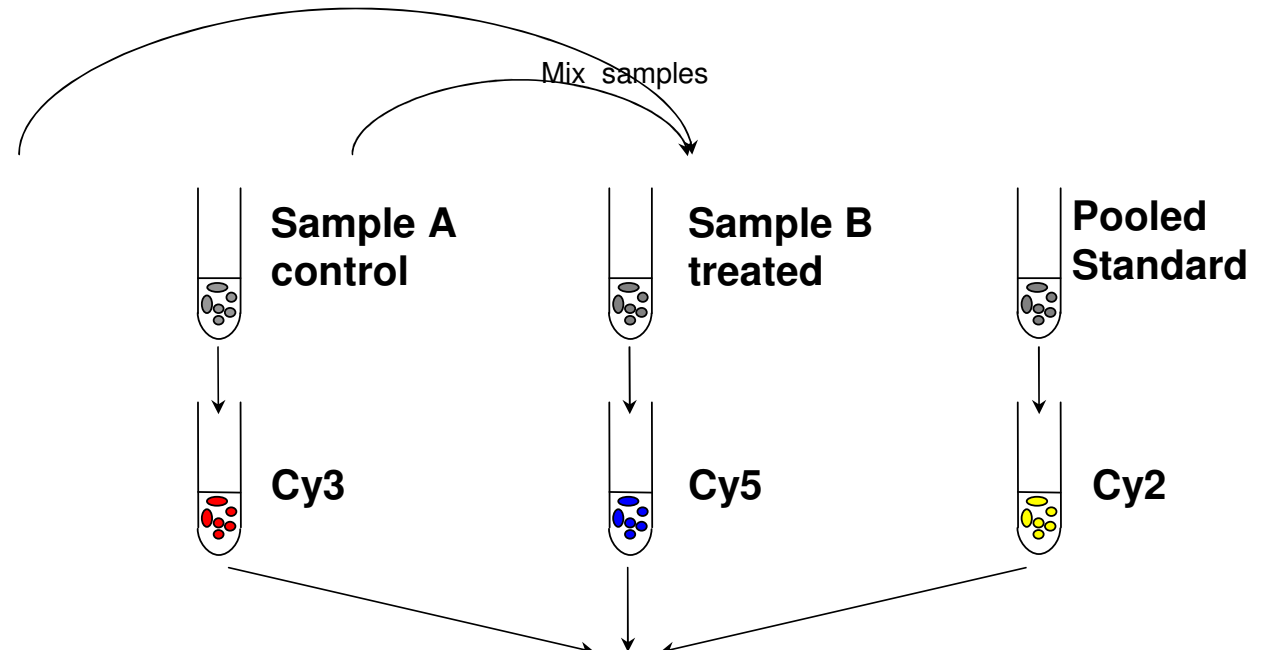 Mix samples
Sample A
control
Sample B
treated
Pooled
Standard
Cy3
Cy5
Cy2